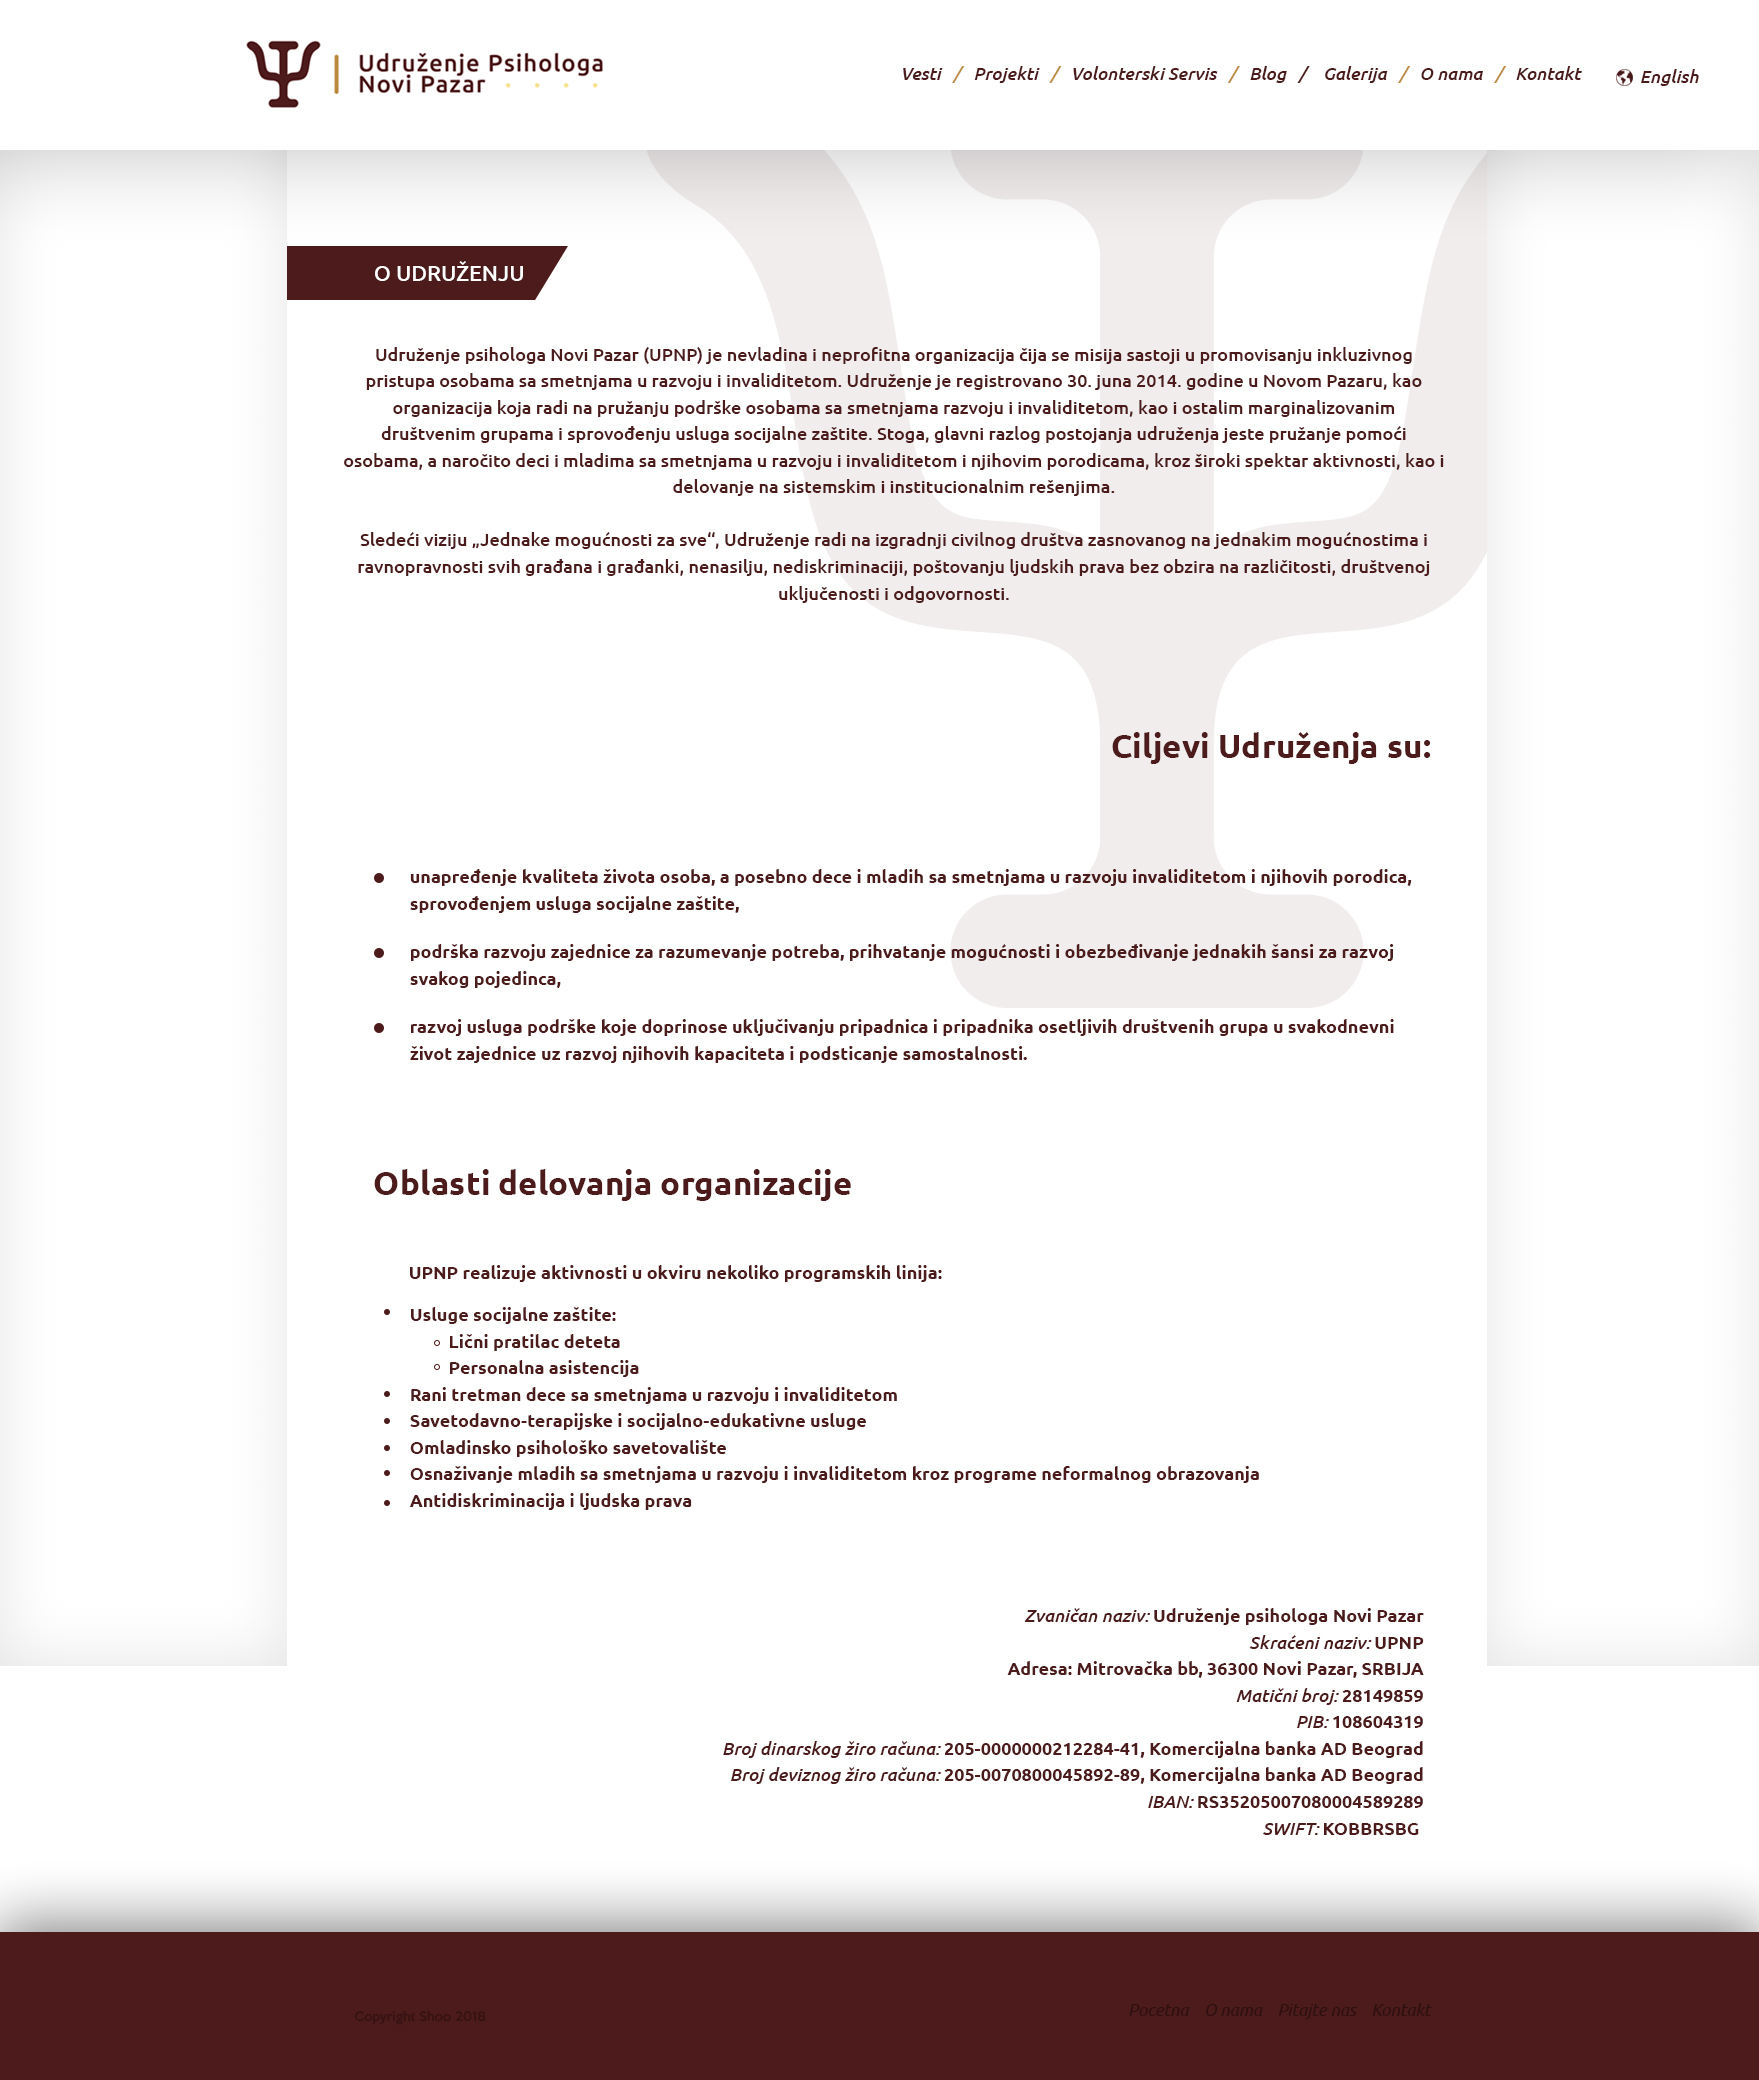 Udruženje Psihologa
Novi Pazar
Vesti / Projekti / Volonterski Servis / Blog / Galerija / O nama / Kontakt English
O UDRUŽENJU
Udruženje psihologa Novi Pazar (UPNP) je nevladina i neprofitna organizacija čija se misija sastoji u promovisanju inkluzivnog
pristupa osobama sa smetnjama u razvoju i invaliditetom. Udruženje je registrovano 30. juna 2014. godine u Novom Pazaru, kao
organizacija koja radi na pružanju podrške osobama sa smetnjama razvoju i invaliditetom, kao i ostalim marginalizovanim
društvenim grupama i sprovođenju usluga socijalne zaštite. Stoga, glavni razlog postojanja udruženja jeste pružanje pomoći
osobama, a naročito deci i mladima sa smetnjama u razvoju i invaliditetom i njihovim porodicama, kroz široki spektar aktivnosti, kao i
delovanje na sistemskim i institucionalnim rešenjima.
Sledeći viziju „Jednake mogućnosti za sve“, Udruženje radi na izgradnji civilnog društva zasnovanog na jednakim mogućnostima i
ravnopravnosti svih građana i građanki, nenasilju, nediskriminaciji, poštovanju ljudskih prava bez obzira na različitosti, društvenoj
uključenosti i odgovornosti.
Ciljevi Udruženja su:
● unapređenje kvaliteta života osoba, a posebno dece i mladih sa smetnjama u razvoju invaliditetom i njihovih porodica,
sprovođenjem usluga socijalne zaštite,
● podrška razvoju zajednice za razumevanje potreba, prihvatanje mogućnosti i obezbeđivanje jednakih šansi za razvoj
svakog pojedinca,
● razvoj usluga podrške koje doprinose uključivanju pripadnica i pripadnika osetljivih društvenih grupa u svakodnevni
život zajednice uz razvoj njihovih kapaciteta i podsticanje samostalnosti.
Oblasti delovanja organizacije
UPNP realizuje aktivnosti u okviru nekoliko programskih linija:
• Usluge socijalne zaštite:
◦ Lični pratilac deteta
◦ Personalna asistencija
• Rani tretman dece sa smetnjama u razvoju i invaliditetom
• Savetodavno-terapijske i socijalno-edukativne usluge
• Omladinsko psihološko savetovalište
• Osnaživanje mladih sa smetnjama u razvoju i invaliditetom kroz programe neformalnog obrazovanja
• Antidiskriminacija i ljudska prava
Zvaničan naziv: Udruženje psihologa Novi Pazar
Skraćeni naziv: UPNP
Adresa: Mitrovačka bb, 36300 Novi Pazar, SRBIJA
Matični broj: 28149859
PIB: 108604319
Broj dinarskog žiro računa: 205-0000000212284-41, Komercijalna banka AD Beograd
Broj deviznog žiro računa: 205-0070800045892-89, Komercijalna banka AD Beograd
IBAN: RS35205007080004589289
SWIFT: KOBBRSBG
Copyright Shoo 2018
Pocetna O nama Pitajte nas Kontakt